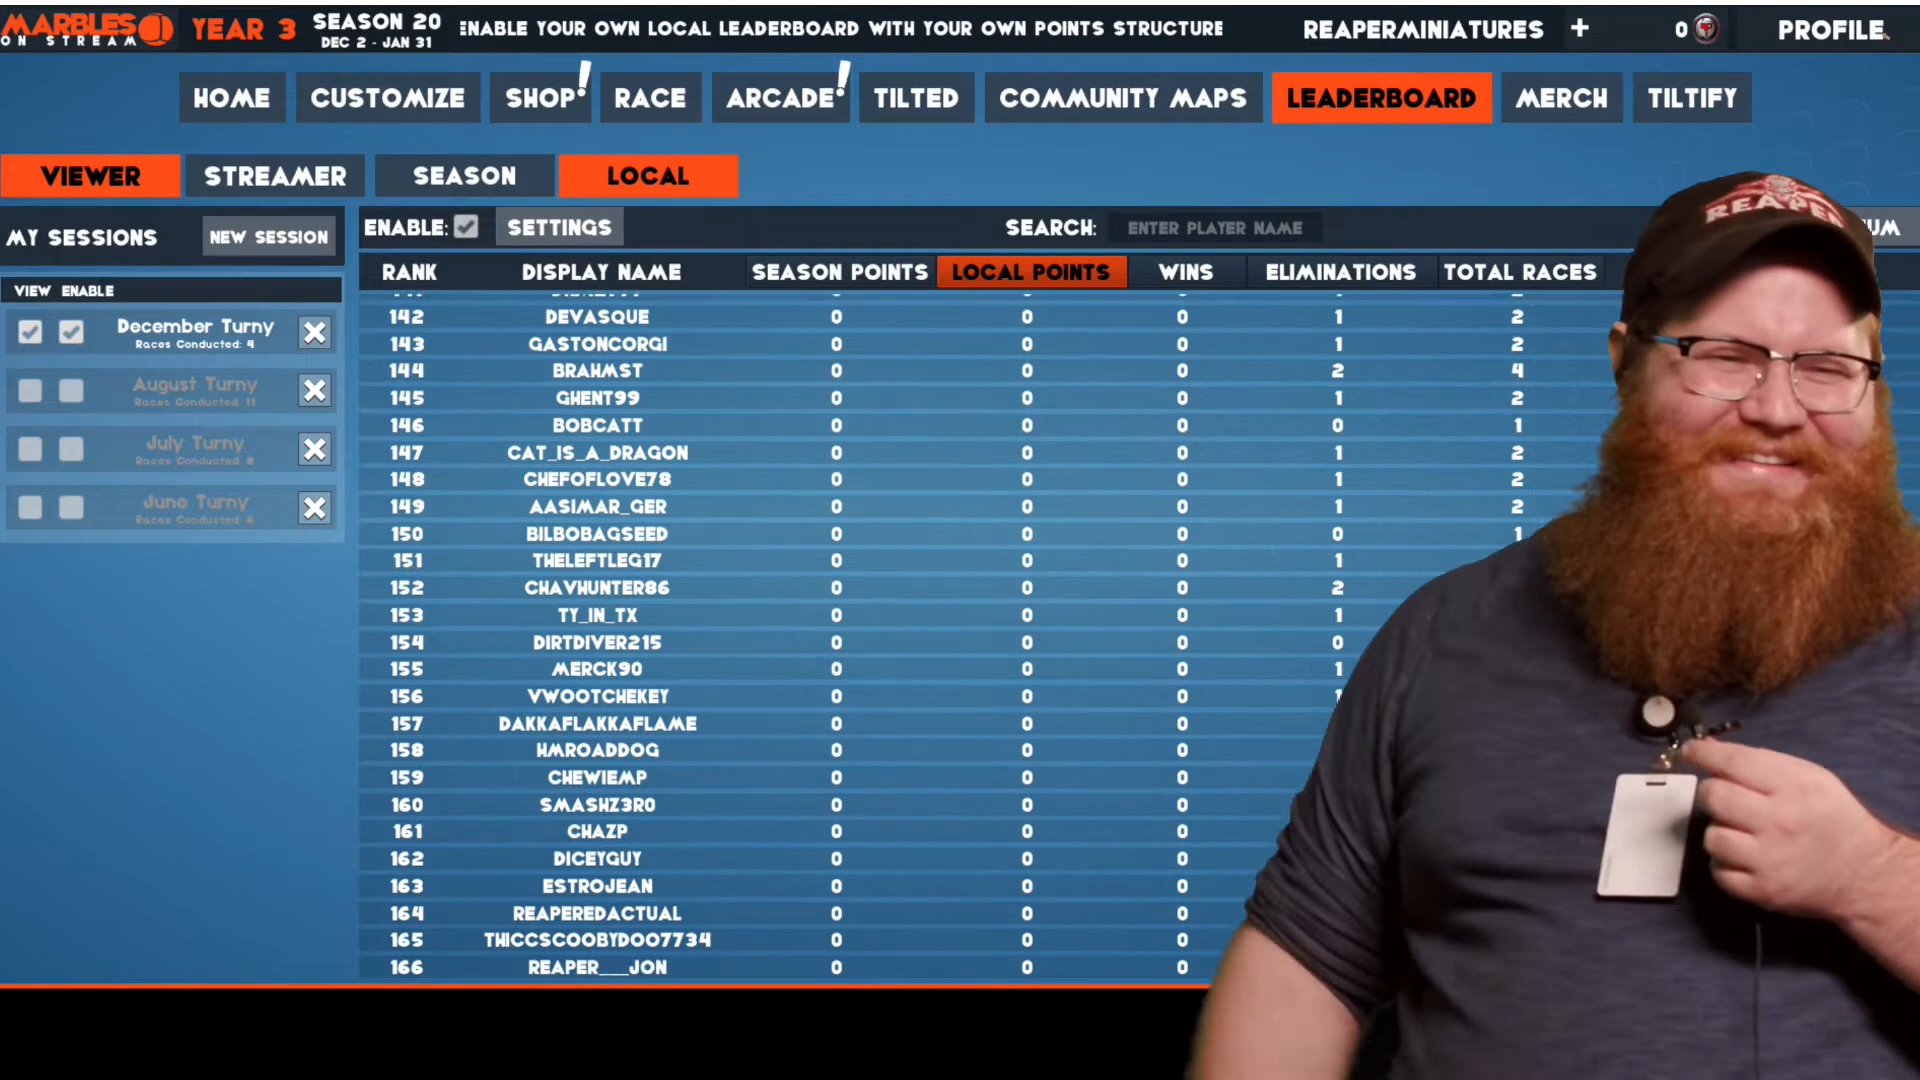 MARBLES ON STREAM
YEAR 3
SEASON 20
DEC 2 - JAN 31
ENABLE YOUR OWN LOCAL LEADERBOARD WITH YOUR OWN POINTS STRUCTURE
REAPERMINIATURES + 0 PROFILE
HOME CUSTOMIZE SHOP! RACE ARCADE! TILTED COMMUNITY MAPS LEADERBOARD MERCH TILTIFY
VIEWER STREAMER SEASON LOCAL
MY SESSIONS NEW SESSION
VIEW ENABLE
December Turny
Races Conducted: 4
August Turny
Races Conducted: 11
July Turny
Races Conducted:
June Turny
Races Conducted:
ENABLE: SETTINGS SEARCH: ENTER PLAYER NAME
RANK DISPLAY NAME SEASON POINTS LOCAL POINTS WINS ELIMINATIONS TOTAL RACES
142 DEVASQUE 0 0 0 1 2
143 GASTONCORGI 0 0 0 1 2
144 BRAHMST 0 0 0 2 4
145 GHENT99 0 0 0 1 2
146 BOBCATT 0 0 0 0 1
147 CAT_IS_A_DRAGON 0 0 0 1 2
148 CHEFOFLOVE78 0 0 0 1 2
149 AASIMAR_GER 0 0 0 1 2
150 BILBOBAGSEED 0 0 0 0 1
151 THELEFTLEG17 0 0 0 1
152 CHAVHUNTER86 0 0 0 2
153 TY_IN_TX 0 0 0 1
154 DIRTDIVER215 0 0 0 0
155 MERCK90 0 0 0 1
156 VWOOTCHEKEY 0 0 0 1
157 DAKKAFLAKKAFLAME 0 0 0
158 HMROADDOG 0 0 0
159 CHEWIEMP 0 0 0
160 SMASHZ3R0 0 0 0
161 CHAZP 0 0 0
162 DICEYGUY 0 0 0
163 ESTROJEAN 0 0 0
164 REAPEREDACTUAL 0 0 0
165 THICCSCOOBYDOO7734 0 0 0
166 REAPER___JON 0 0 0
REAPER